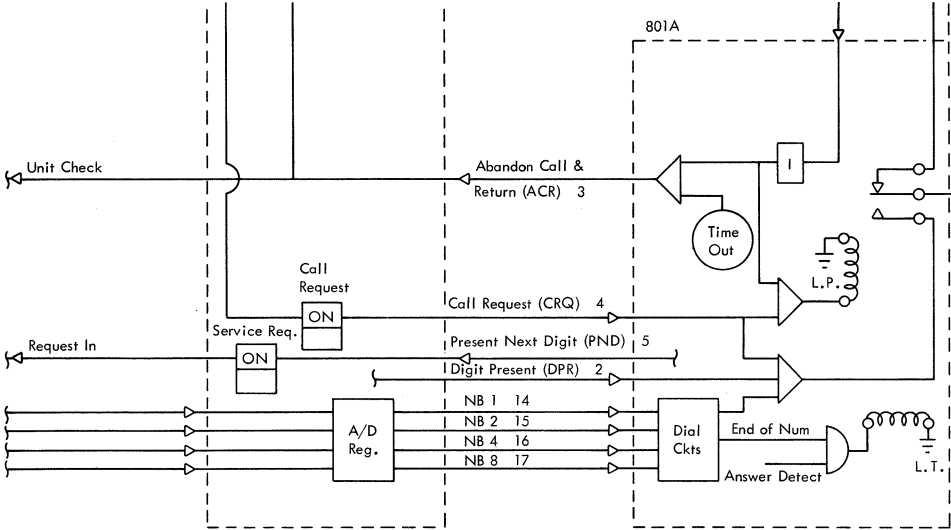 801A
Unit Check
Abandon Call &
Return (ACR) 3
I
Time
Out
L.P.
Call
Request
ON
Call Request (CRQ) 4
Service Req.
ON
Request In
Present Next Digit (PND) 5
Digit Present (DPR) 2
A/D
Reg.
NB 1 14
NB 2 15
NB 4 16
NB 8 17
Dial
Ckts
End of Num
Answer Detect
L.T.